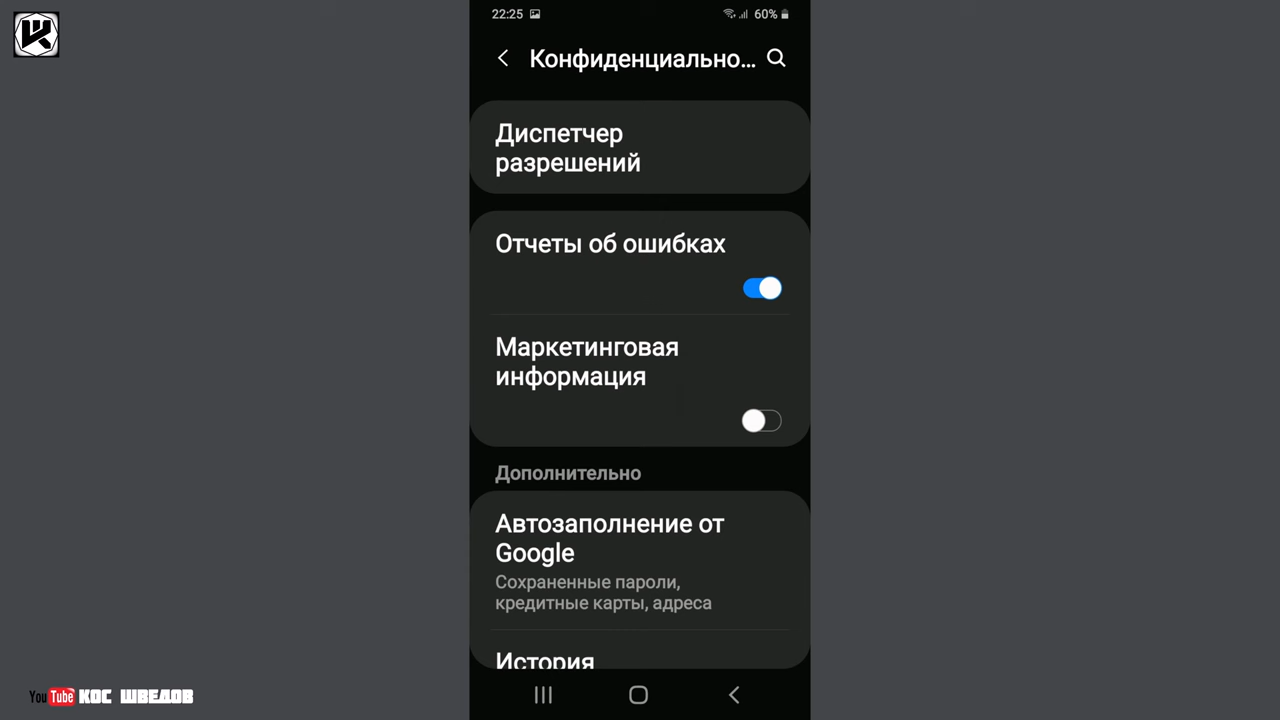 22:25
60%
Конфиденциально...
Диспетчер
разрешений
Отчеты об ошибках
Маркетинговая
информация
Дополнительно
Автозаполнение от
Google
Сохраненные пароли,
кредитные карты, адреса
История
YouTube КОС ШВЕДОВ